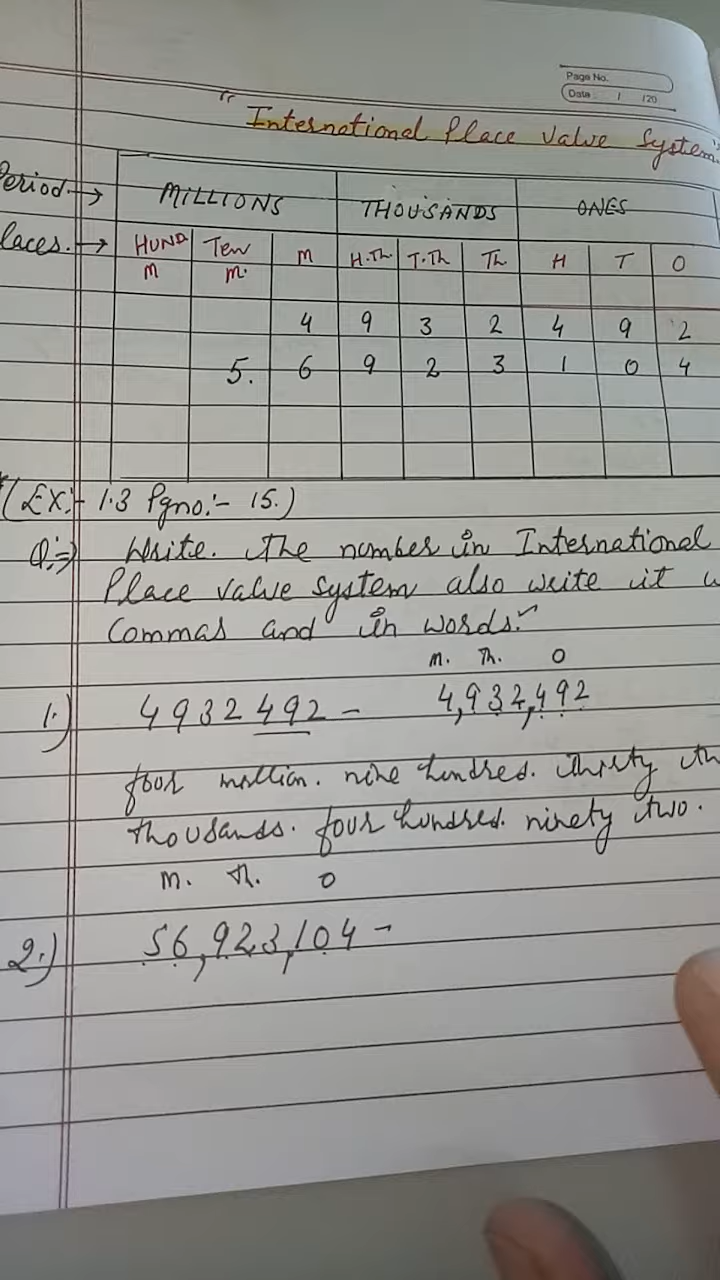 Page No.
Date / /20
" International Place Value System "
Period → MILLIONS THOUSANDS ONES
laces. → HUND M Ten m. M H.Th T.Th Th H T O
4 9 3 2 4 9 2
5. 6 9 2 3 1 0 4
(EX:- 1.3 Pgno:- 15.)
Q:⇒ Write. The number in International
Place value system also write it w
Commas and in words.
m. Th. O
1.) 4932492 - 4,932,492
four million. nine hundred. thirty th
thousands. four hundred. ninety two.
m. Th. O
2.) 56,923,104 -